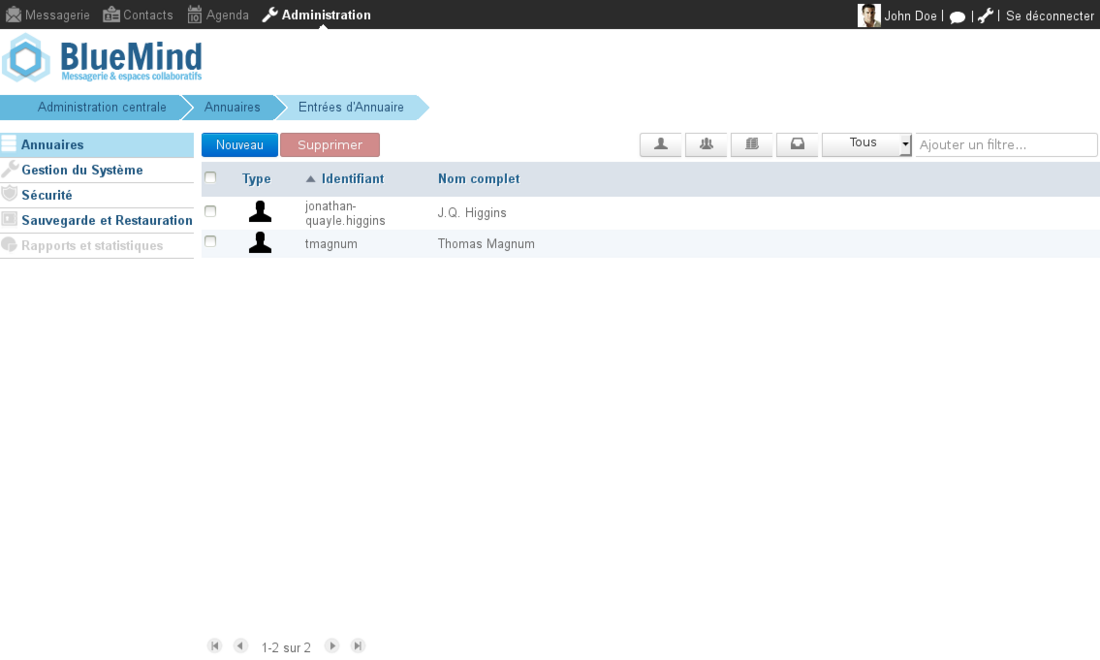 Messagerie Contacts Agenda Administration John Doe | | | Se déconnecter
BlueMind
Messagerie & espaces collaboratifs
Administration centrale Annuaires Entrées d'Annuaire
Annuaires
Gestion du Système
Sécurité
Sauvegarde et Restauration
Rapports et statistiques
Nouveau Supprimer Tous Ajouter un filtre...
Type Identifiant Nom complet
jonathan-
quayle.higgins J.Q. Higgins
tmagnum Thomas Magnum
1-2 sur 2